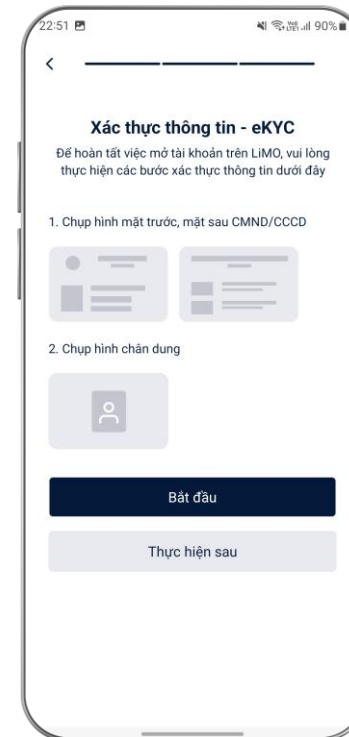 22:51 90%
Xác thực thông tin - eKYC
Để hoàn tất việc mở tài khoản trên LiMO, vui lòng
thực hiện các bước xác thực thông tin dưới đây
1. Chụp hình mặt trước, mặt sau CMND/CCCD
2. Chụp hình chân dung
Bắt đầu
Thực hiện sau